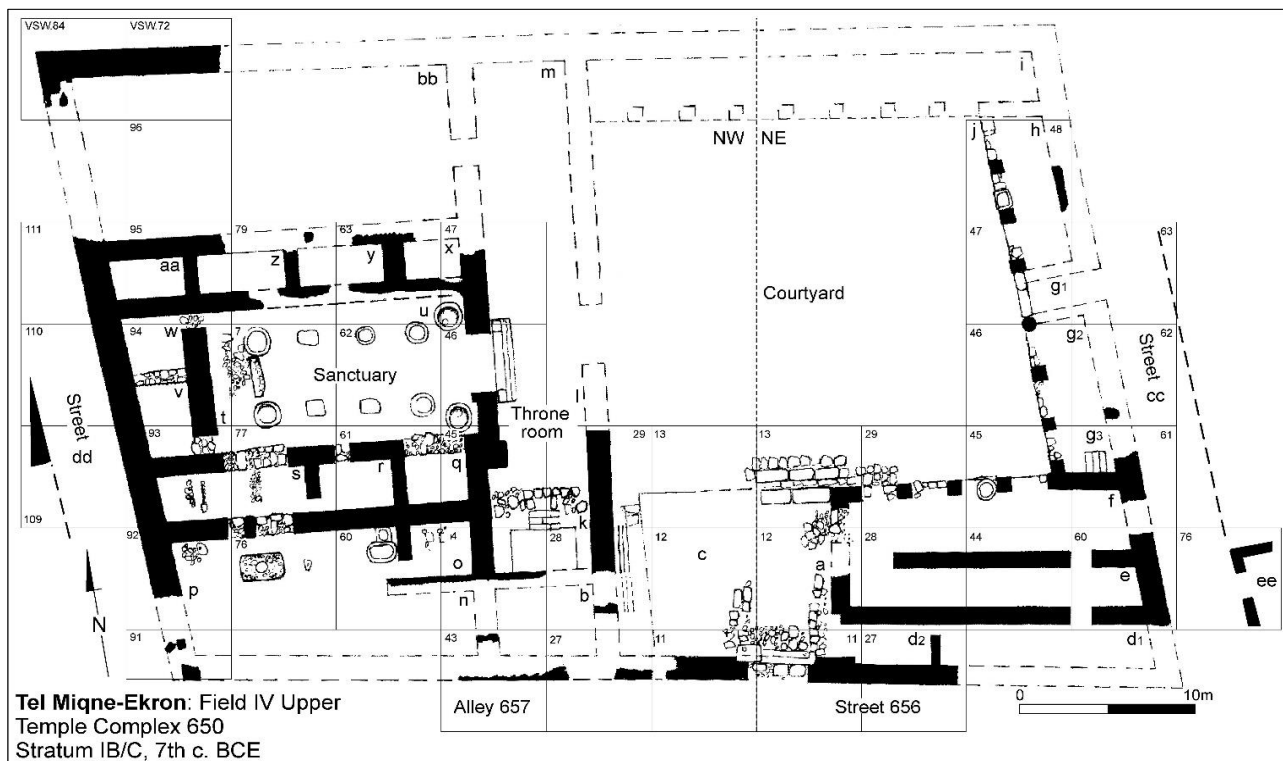 VSW.84 VSW.72
bb m i
96 NW NE j h 48
111 95 79 63 47 47 63
aa z y x
g1
u Courtyard
110 94 7 62 46 46 62
w g2
Sanctuary Street cc
v t l
Throne room
Street dd
93 77 61 45 29 13 13 29 45 g3 61
s r q
f
k
109 92 76 60 4 28 12 12 28 44 60 76
c a
o e ee
p n b
N
91 43 27 11 11 27 d2 d1
Tel Miqne-Ekron: Field IV Upper
Temple Complex 650
Stratum IB/C, 7th c. BCE
Alley 657 Street 656
0 10m